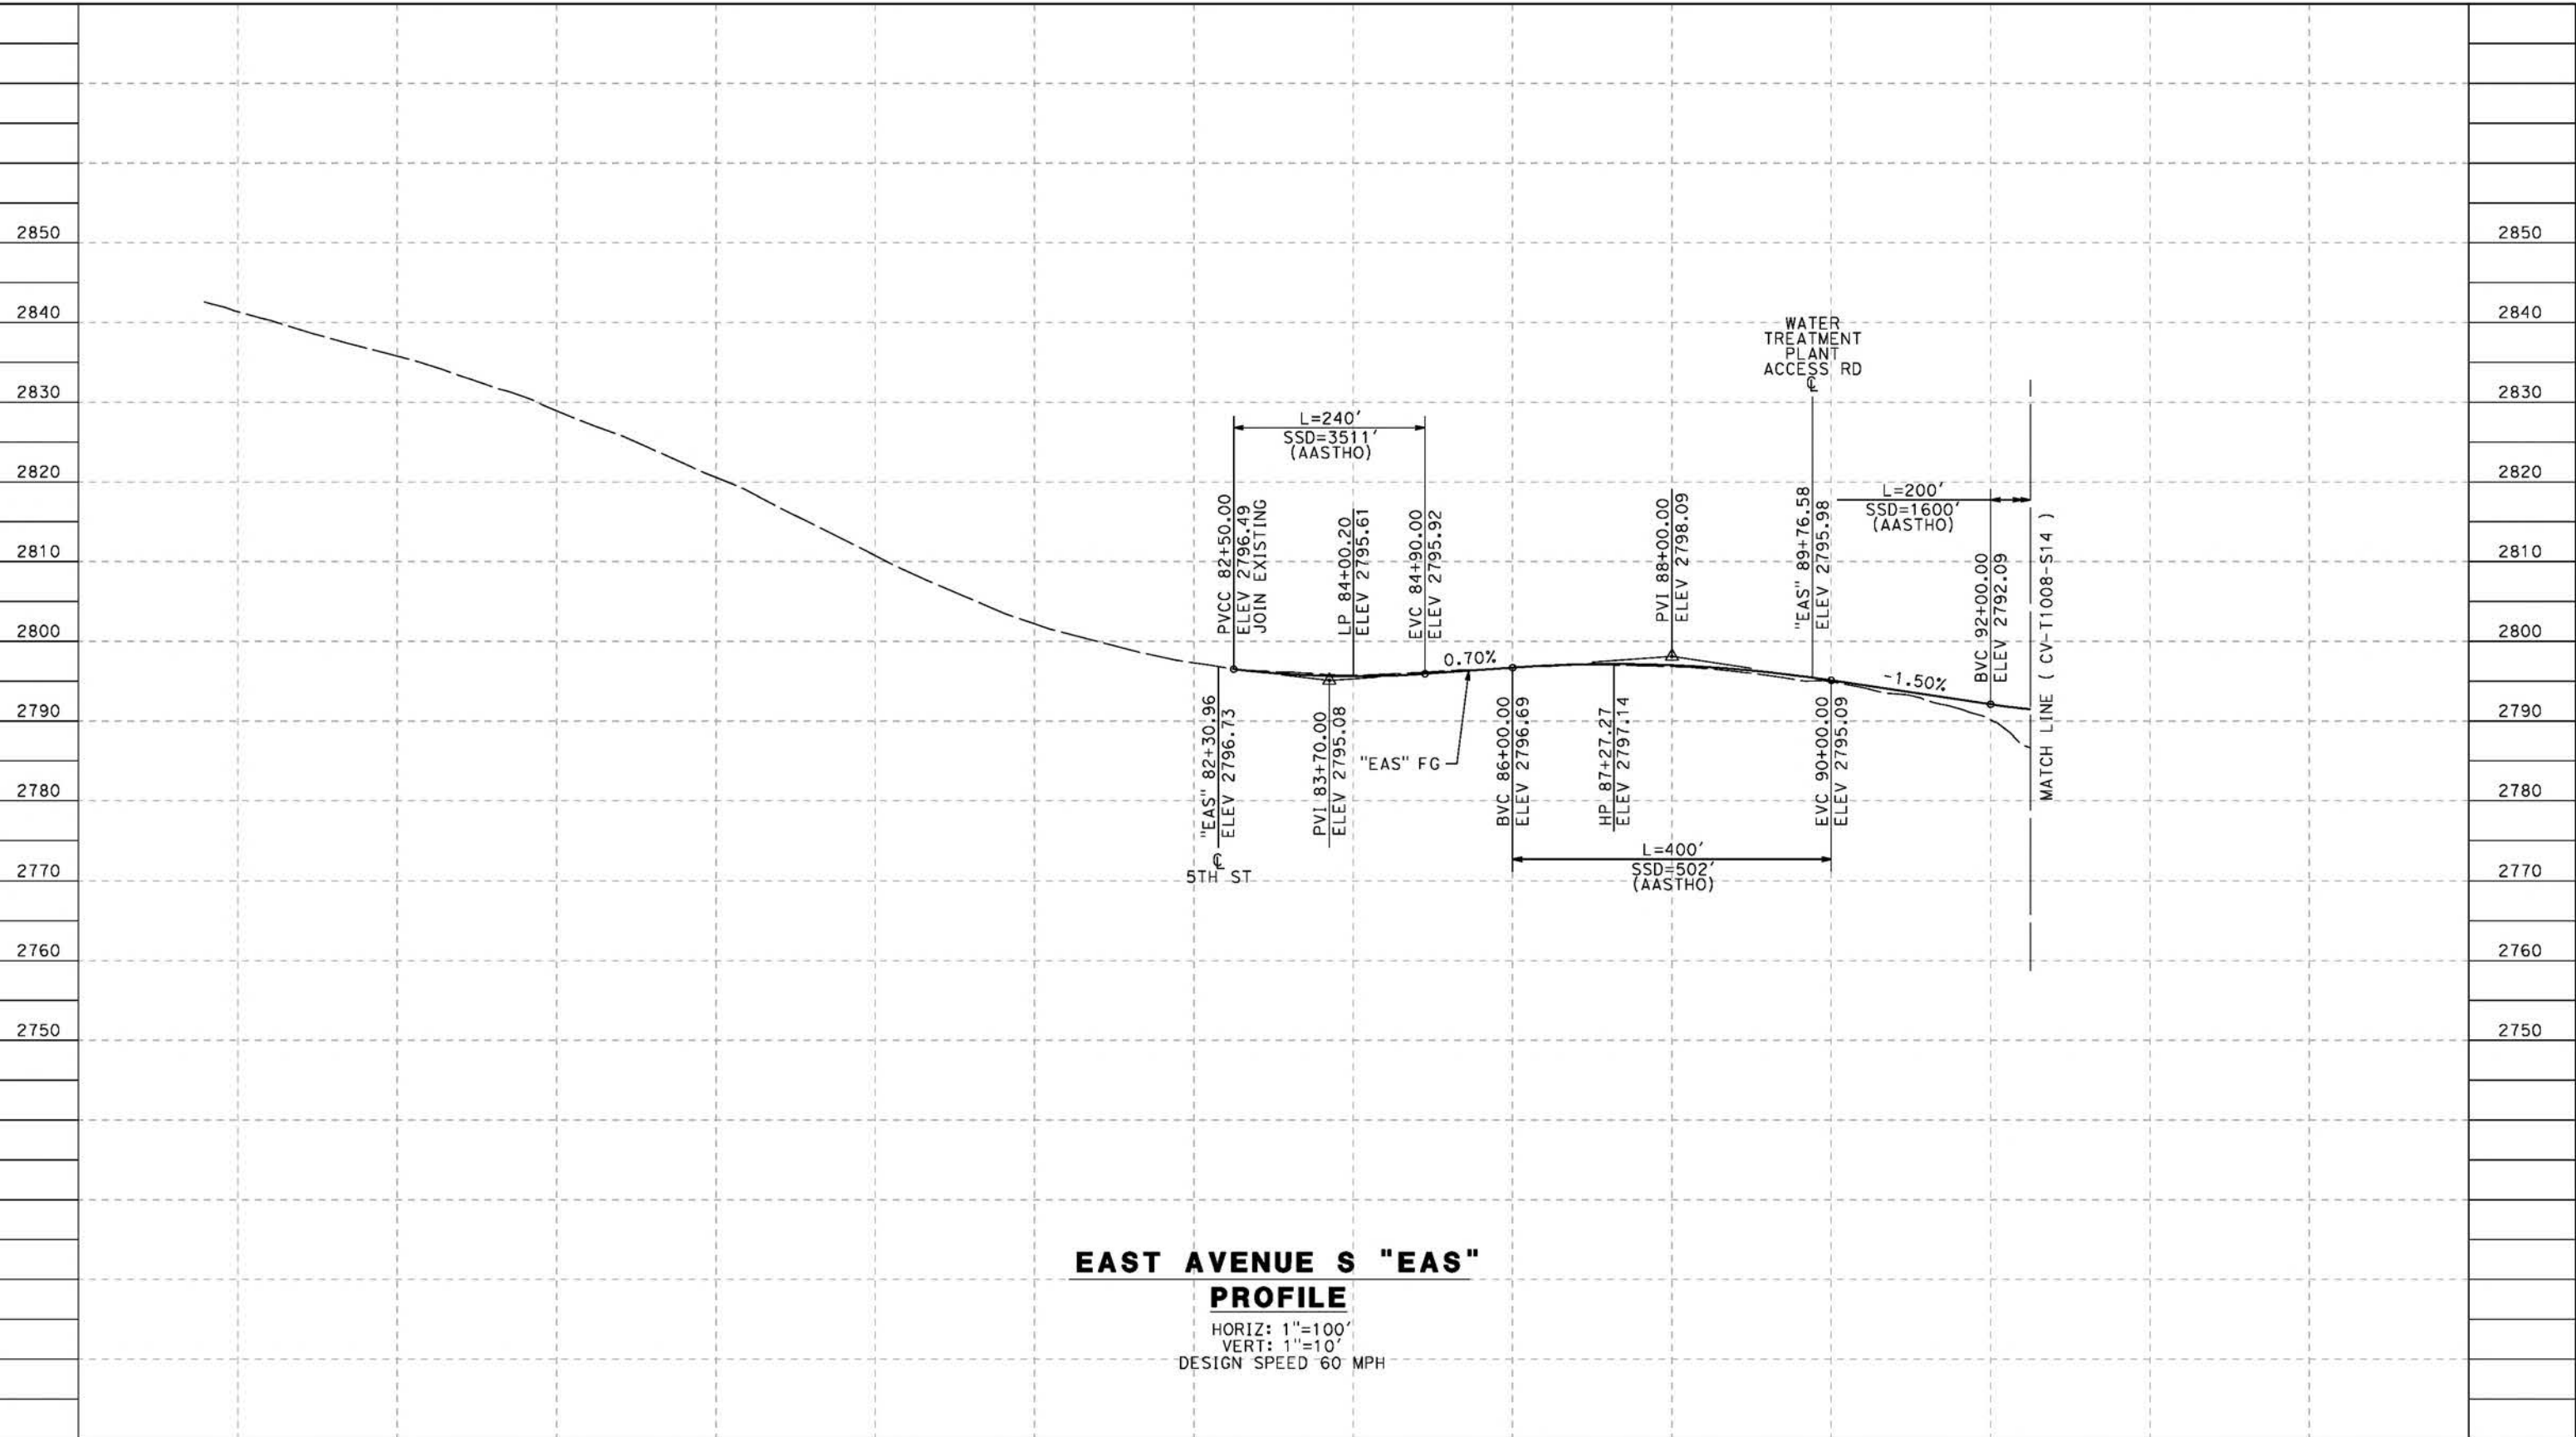 2850
2840
2830
2820
2810
2800
2790
2780
2770
2760
2750
L=240'
SSD=3511'
(AASTHO)
PVCC 82+50.00
ELEV 2796.49
JOIN EXISTING
LP 84+00.20
ELEV 2795.61
EVC 84+90.00
ELEV 2795.92
"EAS" 82+30.96
ELEV 2796.73
℄
5TH ST
PVI 83+70.00
ELEV 2795.08
0.70%
"EAS" FG
BVC 86+00.00
ELEV 2796.69
HP 87+27.27
ELEV 2797.14
PVI 88+00.00
ELEV 2798.09
L=400'
SSD=502'
(AASTHO)
WATER
TREATMENT
PLANT
ACCESS RD
℄
"EAS" 89+76.58
ELEV 2795.98
EVC 90+00.00
ELEV 2795.09
-1.50%
L=200'
SSD=1600'
(AASTHO)
BVC 92+00.00
ELEV 2792.09
MATCH LINE ( CV-T1008-S14 )
2850
2840
2830
2820
2810
2800
2790
2780
2770
2760
2750
EAST AVENUE S "EAS"
PROFILE
HORIZ: 1"=100'
VERT: 1"=10'
DESIGN SPEED 60 MPH